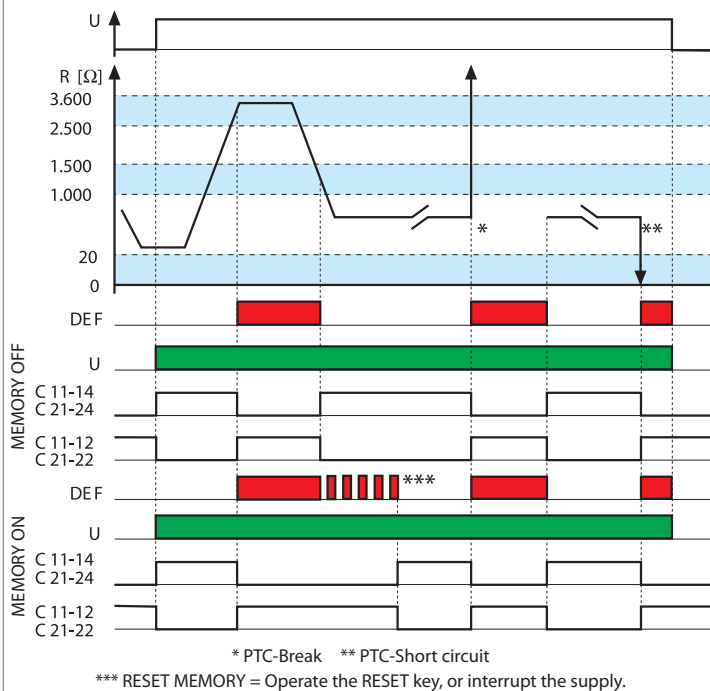 U
R [Ω]
3.600
2.500
1.500
1.000
*
**
20
0
DEF
MEMORY OFF
U
C 11-14
C 21-24
C 11-12
C 21-22
DEF
***
MEMORY ON
U
C 11-14
C 21-24
C 11-12
C 21-22
* PTC-Break ** PTC-Short circuit
*** RESET MEMORY = Operate the RESET key, or interrupt the supply.